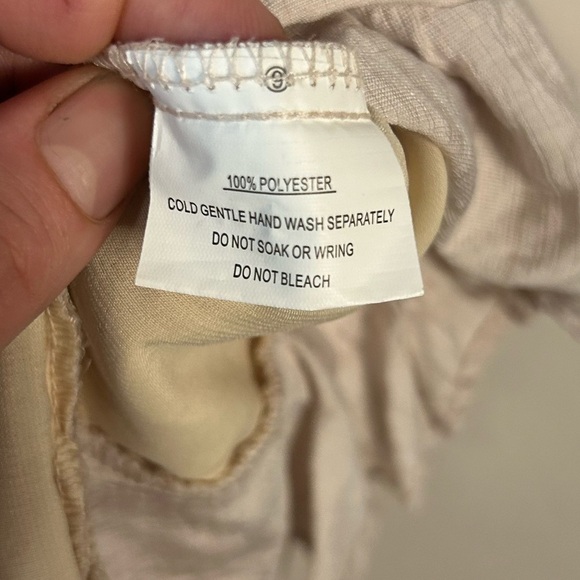 100% POLYESTER
COLD GENTLE HAND WASH SEPARATELY
DO NOT SOAK OR WRING
DO NOT BLEACH